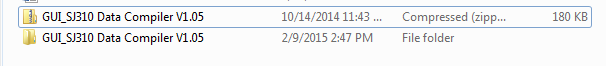 GUI_SJ310 Data Compiler V1.05 10/14/2014 11:43 ... Compressed (zipp... 180 KB
GUI_SJ310 Data Compiler V1.05 2/9/2015 2:47 PM File folder